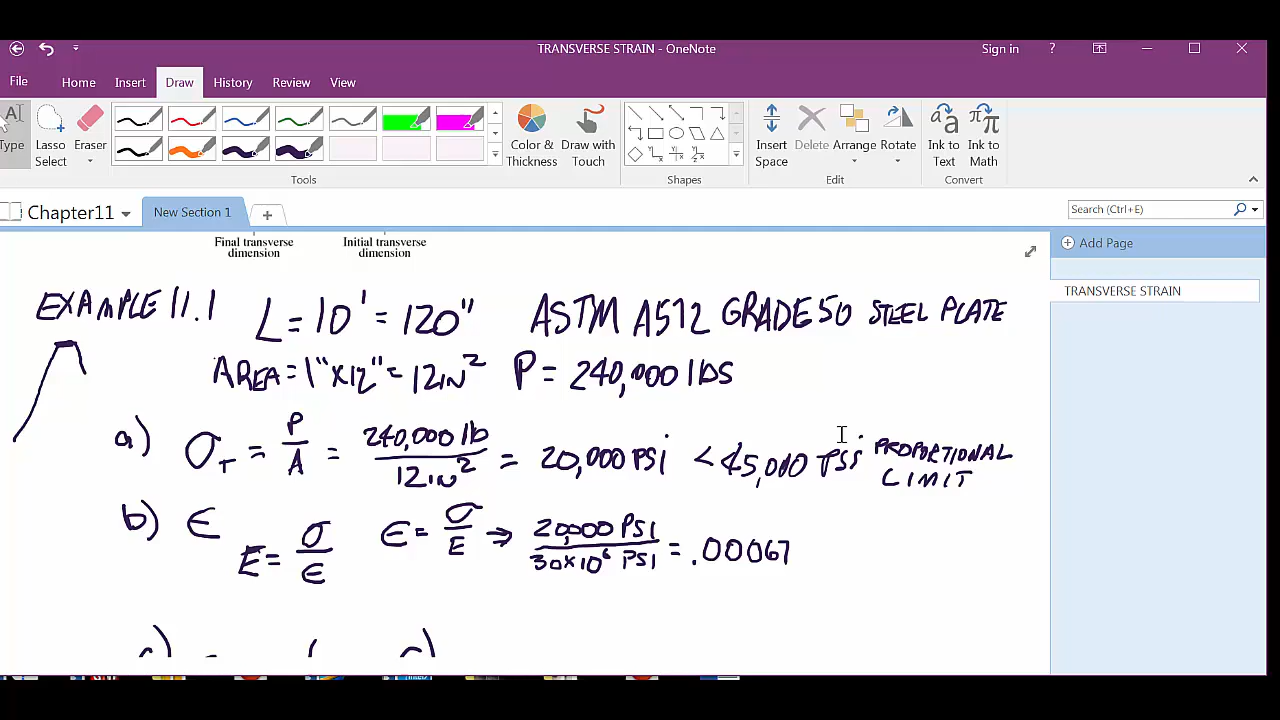 TRANSVERSE STRAIN - OneNote
Sign in
?
File
Home
Insert
Draw
History
Review
View
Type
Lasso Select
Eraser
Color & Thickness
Draw with Touch
Insert Space
Delete
Arrange
Rotate
Ink to Text
Ink to Math
Tools
Shapes
Edit
Convert
Chapter11
New Section 1
Search (Ctrl+E)
Add Page
TRANSVERSE STRAIN
Final transverse dimension
Initial transverse dimension
EXAMPLE 11.1 L = 10' = 120" ASTM A572 GRADE 50 STEEL PLATE
AREA = 1" X12" = 12 IN² P = 240,000 lbs
a) σT = P/A = 240,000 lb / 12 IN² = 20,000 PSI < 45,000 PSI PROPORTIONAL LIMIT
b) ϵ
E = σ/ϵ ϵ = σ/E ⇒ 20,000 PSI / 30×10⁶ PSI = .00067